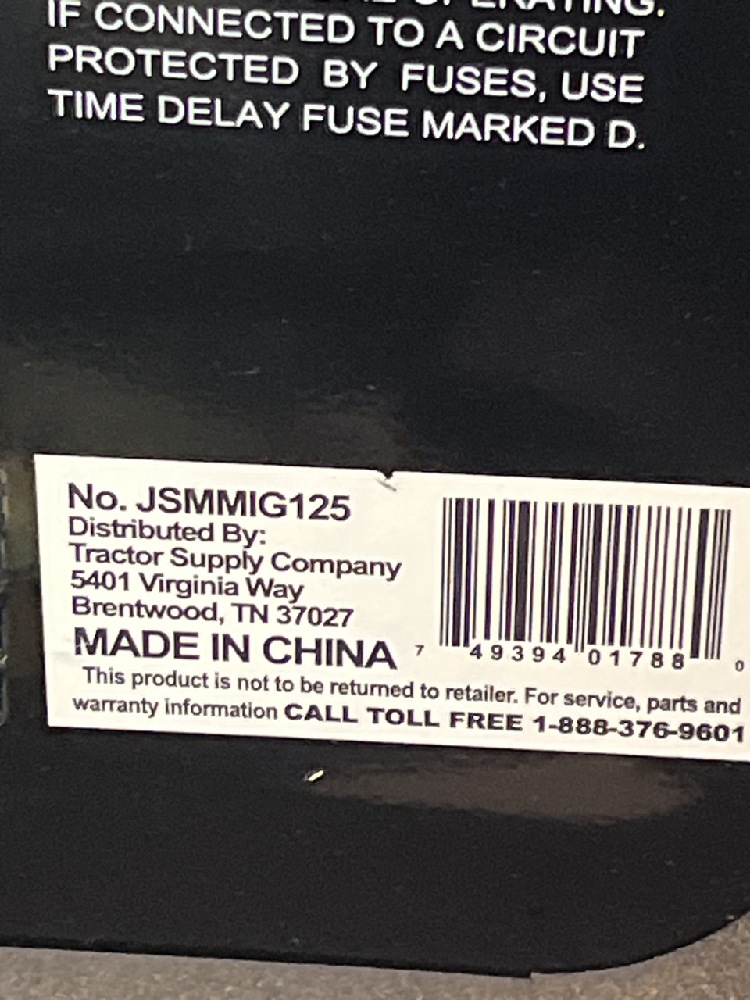 OPERATING.
IF CONNECTED TO A CIRCUIT
PROTECTED BY FUSES, USE
TIME DELAY FUSE MARKED D.
No. JSMMIG125
Distributed By:
Tractor Supply Company
5401 Virginia Way
Brentwood, TN 37027
MADE IN CHINA
7 49394 01788 0
This product is not to be returned to retailer. For service, parts and
warranty information CALL TOLL FREE 1-888-376-9601